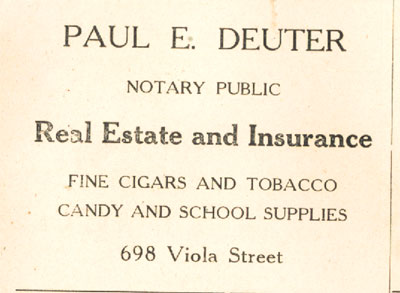 PAUL E. DEUTER
NOTARY PUBLIC
Real Estate and Insurance
FINE CIGARS AND TOBACCO
CANDY AND SCHOOL SUPPLIES
698 Viola Street